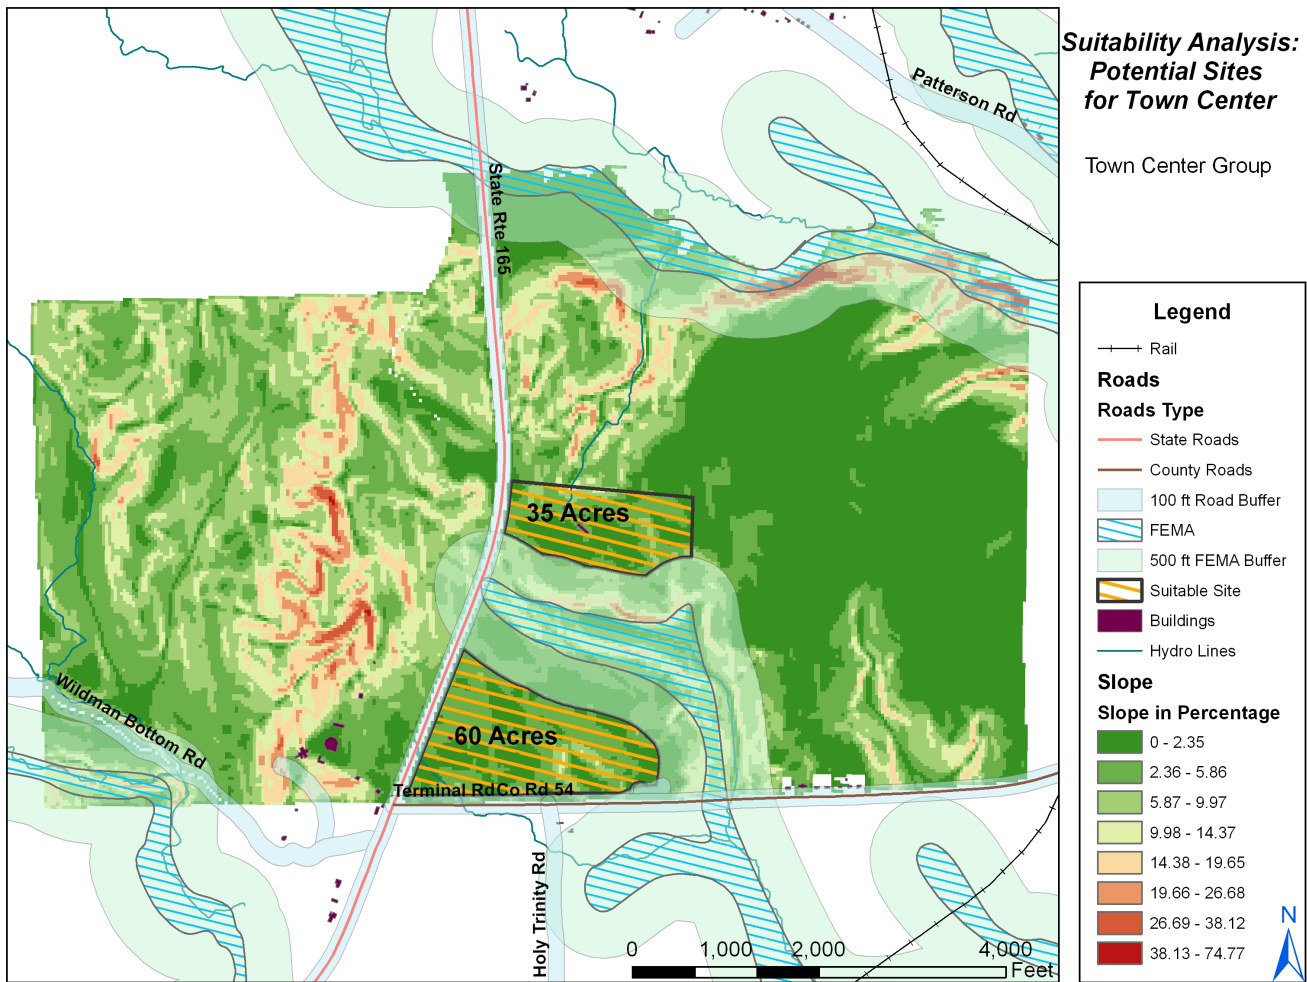 Suitability Analysis:
Potential Sites
for Town Center
Town Center Group
Patterson Rd
State Rte 165
35 Acres
60 Acres
Wildman Bottom Rd
Terminal RdCo Rd 54
Holy Trinity Rd
0 1,000 2,000 4,000
Feet
Legend
Rail
Roads
Roads Type
State Roads
County Roads
100 ft Road Buffer
FEMA
500 ft FEMA Buffer
Suitable Site
Buildings
Hydro Lines
Slope
Slope in Percentage
0 - 2.35
2.36 - 5.86
5.87 - 9.97
9.98 - 14.37
14.38 - 19.65
19.66 - 26.68
26.69 - 38.12
38.13 - 74.77
N